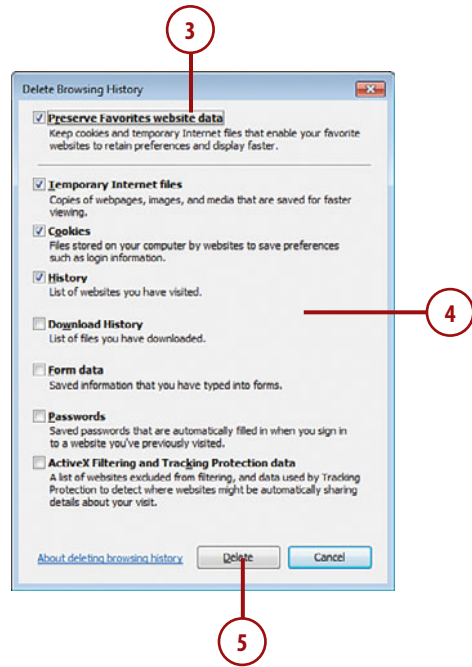 3
Delete Browsing History
Preserve Favorites website data
Keep cookies and temporary Internet files that enable your favorite
websites to retain preferences and display faster.
Temporary Internet files
Copies of webpages, images, and media that are saved for faster
viewing.
Cookies
Files stored on your computer by websites to save preferences
such as login information.
History
List of websites you have visited.
4
Download History
List of files you have downloaded.
Form data
Saved information that you have typed into forms.
Passwords
Saved passwords that are automatically filled in when you sign in
to a website you've previously visited.
ActiveX Filtering and Tracking Protection data
A list of websites excluded from filtering, and data used by Tracking
Protection to detect where websites might be automatically sharing
details about your visit.
About deleting browsing history Delete Cancel
5